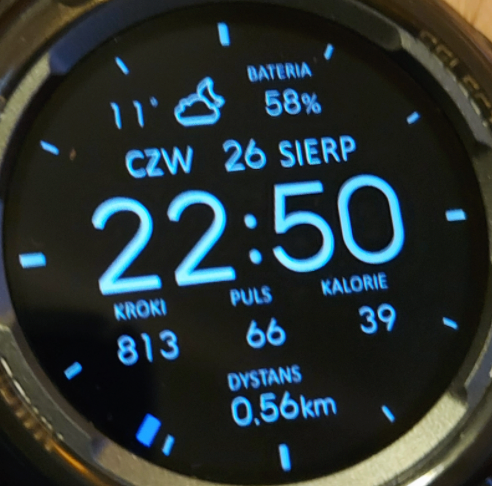 BATERIA
11° 58%
CZW 26 SIERP
22:50
KROKI PULS KALORIE
813 66 39
DYSTANS
0.56km